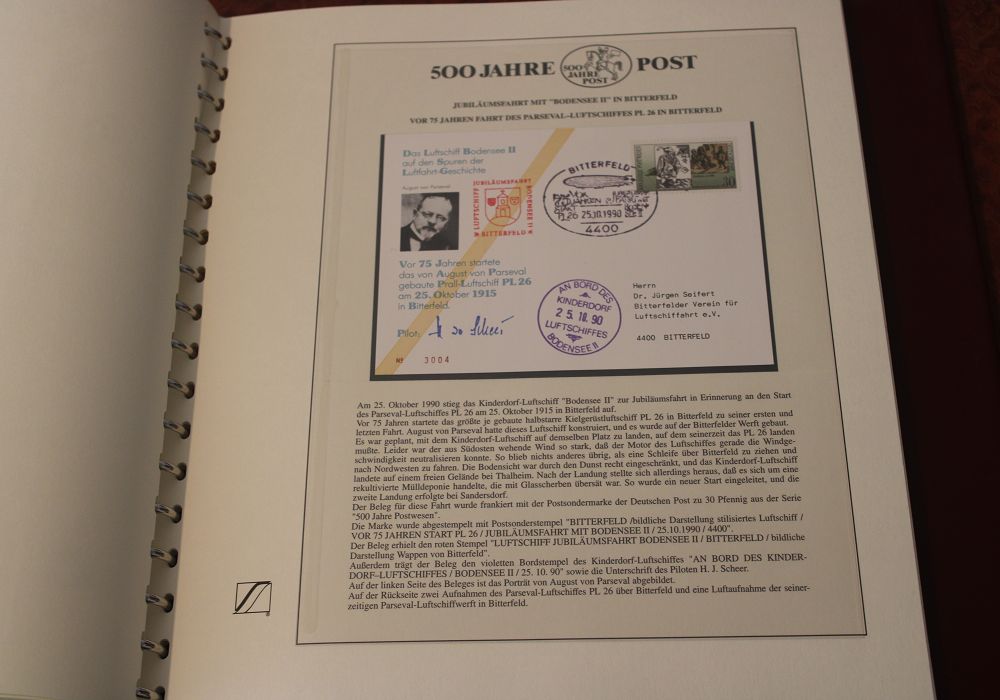 500 JAHRE POST
500 JAHRE POST
JUBILÄUMSFAHRT MIT "BODENSEE II" IN BITTERFELD
VOR 75 JAHREN FAHRT DES PARSEVAL-LUFTSCHIFFES PL 26 IN BITTERFELD
Das Luftschiff Bodensee II
auf den Spuren der
Luftfahrt-Geschichte
August von Parseval
JUBILÄUMSFAHRT
LUFTSCHIFF
BODENSEE II
BITTERFELD
BITTERFELD
PL 26 25.10.1990
4400
30
Vor 75 Jahren startete
das von August von Parseval
gebaute Prall-Luftschiff PL 26
am 25. Oktober 1915
in Bitterfeld.
Pilot:
№ 3004
AN BORD DES
KINDERDORF
25.10.90
LUFTSCHIFFES
BODENSEE II
Herrn
Dr. Jürgen Seifert
Bitterfelder Verein für
Luftschiffahrt e.V.
4400 BITTERFELD
Am 25. Oktober 1990 stieg das Kinderdorf-Luftschiff "Bodensee II" zur Jubiläumsfahrt in Erinnerung an den Start
des Parseval-Luftschiffes PL 26 am 25. Oktober 1915 in Bitterfeld auf.
Vor 75 Jahren startete das größte je gebaute halbstarre Kielgerüstluftschiff PL 26 in Bitterfeld zu seiner ersten und
letzten Fahrt. August von Parseval hatte dieses Luftschiff konstruiert, und es wurde auf der Bitterfelder Werft gebaut.
Es war geplant, mit dem Kinderdorf-Luftschiff auf demselben Platz zu landen, auf dem seinerzeit das PL 26 landen
mußte. Leider war der aus Südosten wehende Wind so stark, daß der Motor des Luftschiffes gerade die Windge-
schwindigkeit neutralisieren konnte. So blieb nichts anderes übrig, als eine Schleife über Bitterfeld zu ziehen und
nach Nordwesten zu fahren. Die Bodensicht war durch den Dunst recht eingeschränkt, und das Kinderdorf-Luftschiff
landete auf einem freien Gelände bei Thalheim. Nach der Landung stellte sich allerdings heraus, daß es sich um eine
rekultivierte Mülldeponie handelte, die mit Glasscherben übersät war. So wurde ein neuer Start eingeleitet, und die
zweite Landung erfolgte bei Sandersdorf.
Der Beleg für diese Fahrt wurde frankiert mit der Postsondermarke der Deutschen Post zu 30 Pfennig aus der Serie
"500 Jahre Postwesen".
Die Marke wurde abgestempelt mit Postsonderstempel "BITTERFELD /bildliche Darstellung stilisiertes Luftschiff /
VOR 75 JAHREN START PL 26 / JUBILÄUMSFAHRT MIT BODENSEE II / 25.10.1990 / 4400".
Der Beleg erhielt den roten Stempel "LUFTSCHIFF JUBILÄUMSFAHRT BODENSEE II / BITTERFELD / bildliche
Darstellung Wappen von Bitterfeld".
Außerdem trägt der Beleg den violetten Bordstempel des Kinderdorf-Luftschiffes "AN BORD DES KINDER-
DORF-LUFTSCHIFFES / BODENSEE II / 25. 10. 90" sowie die Unterschrift des Piloten H. J. Scheer.
Auf der linken Seite des Beleges ist das Porträt von August von Parseval abgebildet.
Auf der Rückseite zwei Aufnahmen des Parseval-Luftschiffes PL 26 über Bitterfeld und eine Luftaufnahme der seiner-
zeitigen Parseval-Luftschiffwerft in Bitterfeld.